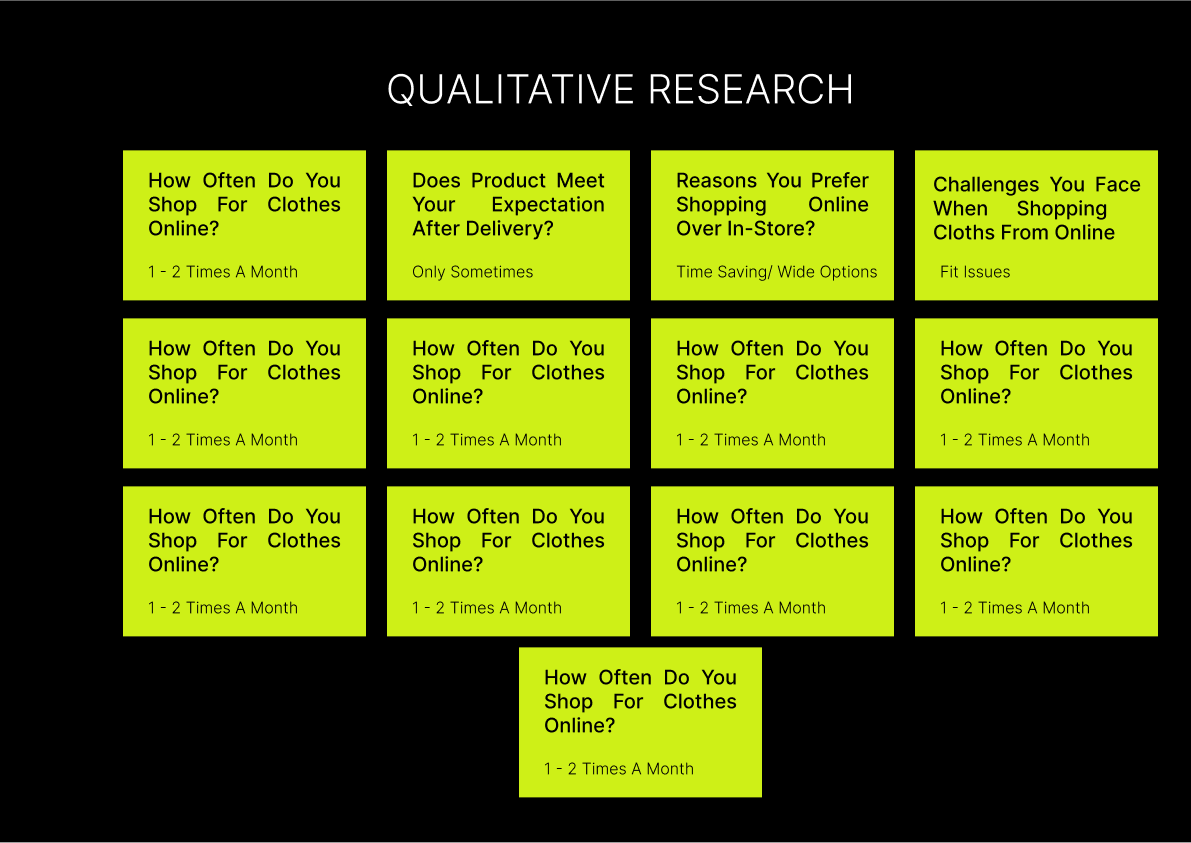 QUALITATIVE RESEARCH
How Often Do You
Shop For Clothes
Online?
1 - 2 Times A Month
Does Product Meet
Your Expectation
After Delivery?
Only Sometimes
Reasons You Prefer
Shopping Online
Over In-Store?
Time Saving/ Wide Options
Challenges You Face
When Shopping
Cloths From Online
Fit Issues
How Often Do You
Shop For Clothes
Online?
1 - 2 Times A Month
How Often Do You
Shop For Clothes
Online?
1 - 2 Times A Month
How Often Do You
Shop For Clothes
Online?
1 - 2 Times A Month
How Often Do You
Shop For Clothes
Online?
1 - 2 Times A Month
How Often Do You
Shop For Clothes
Online?
1 - 2 Times A Month
How Often Do You
Shop For Clothes
Online?
1 - 2 Times A Month
How Often Do You
Shop For Clothes
Online?
1 - 2 Times A Month
How Often Do You
Shop For Clothes
Online?
1 - 2 Times A Month
How Often Do You
Shop For Clothes
Online?
1 - 2 Times A Month